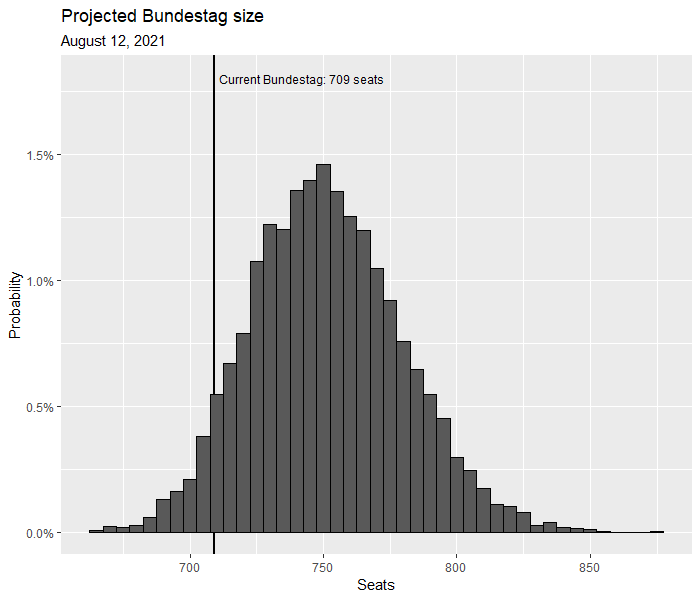 Projected Bundestag size
August 12, 2021
Current Bundestag: 709 seats
1.5%
1.0%
0.5%
0.0%
Probability
700 750 800 850
Seats